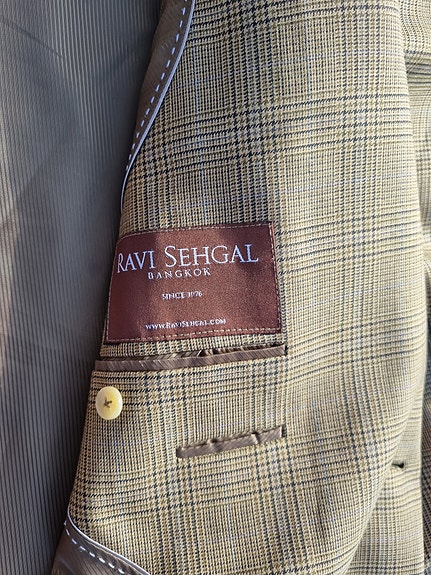 RAVI SEHGAL
BANGKOK
SINCE 1976
www.RaviSehgal.com